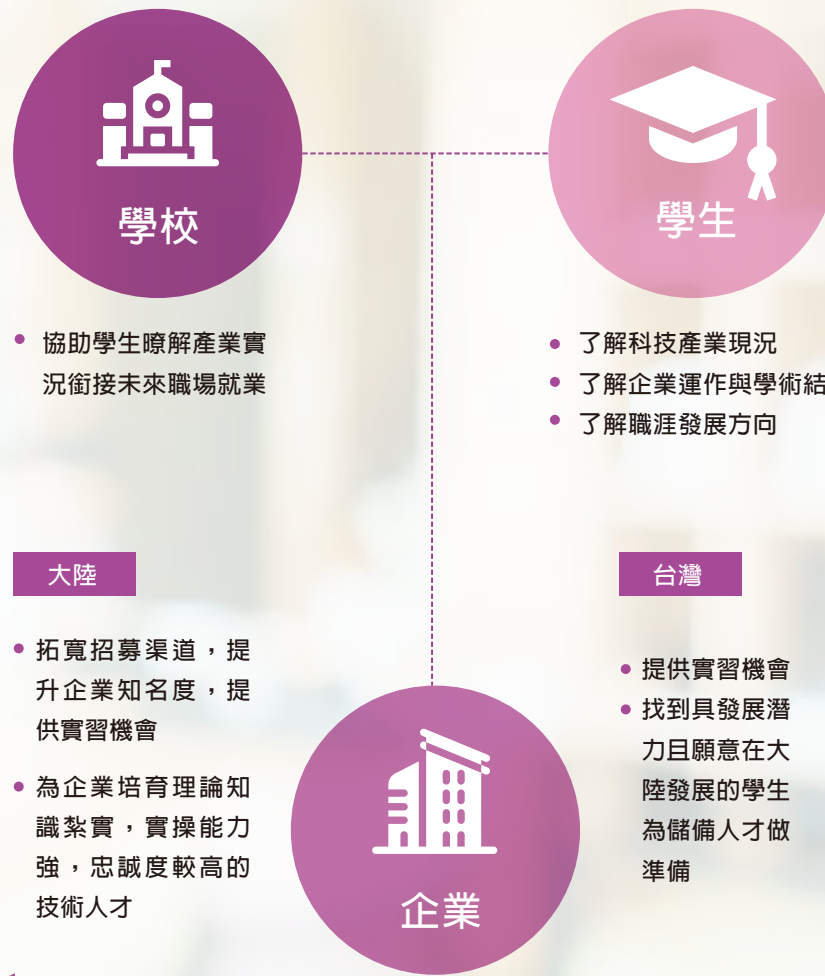 學校
學生
協助學生瞭解產業實
況銜接未來職場就業
了解科技產業現況
了解企業運作與學術結
了解職涯發展方向
大陸
拓寬招募渠道，提
升企業知名度，提
供實習機會
為企業培育理論知
識紮實，實操能力
強，忠誠度較高的
技術人才
台灣
提供實習機會
找到具發展潛
力且願意在大
陸發展的學生
為儲備人才做
準備
企業